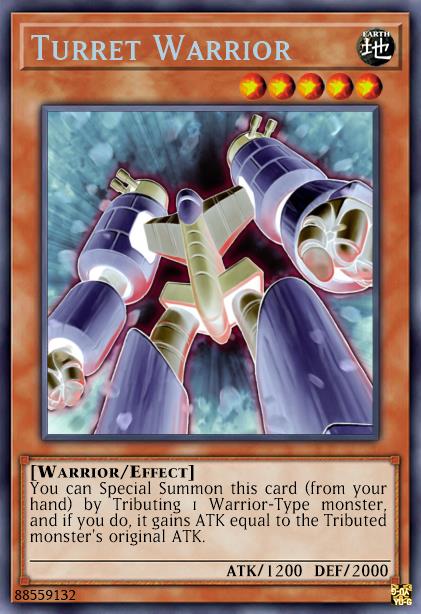 TURRET WARRIOR
EARTH
地
[WARRIOR/EFFECT]
You can Special Summon this card (from your
hand) by Tributing 1 Warrior-Type monster,
and if you do, it gains ATK equal to the Tributed
monster's original ATK.
ATK/1200 DEF/2000
88559132